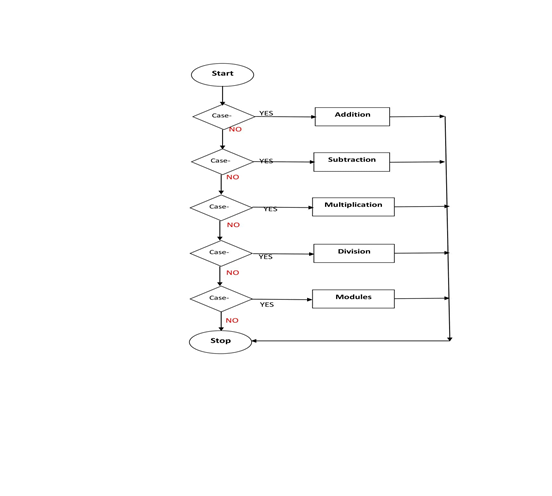 Start
Case-
YES
Addition
NO
Case-
YES
Subtraction
NO
Case-
YES
Multiplication
NO
Case-
YES
Division
NO
Case-
YES
Modules
NO
Stop